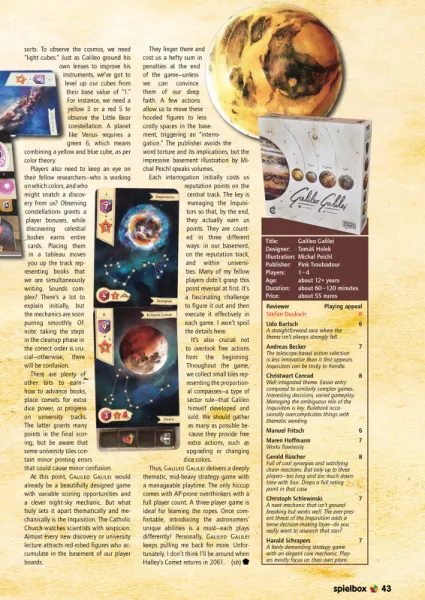 sorts. To observe the cosmos, we need
"light cubes." Just as Galileo ground his
own lenses to improve his
instruments, we've got to
level up our cubes from
their base value of "1."
For instance, we need a
yellow 3 or a red 5 to
observe the Little Bear
constellation. A planet
like Venus requires a
green 6, which means
combining a yellow and blue cube, as per
color theory.
Players also need to keep an eye on
their fellow researchers—who is working
on which colors, and who
might snatch a discov-
ery from us? Observing
constellations grants a
player bonuses, while
discovering celestial
bodies earns entire
cards. Placing them
in a tableau moves
you up the track rep-
resenting books that
we are simultaneously
writing. Sounds com-
plex? There's a lot to
explain initially, but
the mechanics are soon
purring smoothly. Of
note: taking the steps
in the cleanup phase in
the correct order is cru-
cial—otherwise, there
will be confusion.
There are plenty of
other bits to earn—
how to advance books,
place comets for extra
dice power, or progress
on university tracks.
The latter grants many
points in the final scor-
ing, but be aware that
some university tiles con-
tain minor printing errors
that could cause minor confusion.
At this point, GALILEO GALILEI would
already be a beautifully designed game
with variable scoring opportunities and
a clever night-sky mechanic. But what
truly sets it apart thematically and me-
chanically is the Inquisition. The Catholic
Church watches scientists with suspicion.
Almost every new discovery or university
lecture attracts red-robed figures who ac-
cumulate in the basement of our player
boards.
They linger there and
cost us a hefty sum in
penalties at the end
of the game—unless
we can convince
them of our deep
faith. A few actions
allow us to move these
hooded figures to less
costly spaces in the base-
ment, triggering an "interro-
gation." The publisher avoids the
word torture and its implications, but the
impressive basement illustration by Mi-
chal Peichl speaks volumes.
Each interrogation initially costs us
reputation points on the
central track. The key is
managing the Inquisi-
tors so that, by the end,
they actually earn us
points. They are count-
ed in three different
ways: in our basement,
on the reputation track,
and within universi-
ties. Many of my fellow
players didn't grasp this
point reversal at first. It's
a fascinating challenge
to figure it out and then
execute it effectively in
each game. I won't spoil
the details here.
It's also crucial not
to overlook free actions
from the beginning.
Throughout the game,
we collect small tiles rep-
resenting the proportion-
al compasses—a type of
sector rule—that Galileo
himself developed and
sold. We should gather
as many as possible be-
cause they provide free
extra actions, such as
upgrading or changing
dice colors.
Thus, GALILEO GALILEI delivers a deeply
thematic, mid-heavy strategy game with
a manageable playtime. The only hiccup
comes with AP-prone overthinkers with a
full player count. A three-player game is
ideal for learning the ropes. Once com-
fortable, introducing the astronomers'
unique abilities is a must—each plays
differently! Personally, GALILEO GALILEI
keeps pulling me back for more. Unfor-
tunately, I don't think I'll be around when
Halley's Comet returns in 2061. (sb)
Galileo Galilei
Title: Galileo Galilei
Designer: Tomáš Holek
Illustration: Michal Peichl
Publisher: Pink Troubadour
Players: 1–4
Age: about 12+ years
Duration: about 60–120 minutes
Price: about 55 euros
Reviewer Playing appeal
Stefan Ducksch 8
Udo Bartsch 6
A straightforward race where the
theme isn't always strongly felt.
Andreas Becker 7
The telescope-based action selection
is less innovative than it first appears.
Inquisitors can be tricky to handle.
Christwart Conrad 8
Well-integrated theme. Easier entry
compared to similarly complex games.
Interesting decisions, varied gameplay.
Managing the ambiguous role of the
Inquisitors is key. Rulebook occa-
sionally overcomplicates things with
thematic wording.
Manuel Fritsch 6
Maren Hoffmann 7
Works flawlessly.
Gerald Rüscher 8
Full of cool synergies and satisfying
chain reactions. But only up to three
players—too long and too much down
time with four. Drops a full rating
point in that case
Christoph Schlewinski 7
A neat mechanic that isn't ground-
breaking but works well. The ever pres-
ent threat of the Inquisition adds a
tense decision-making layer—do you
really want to research that star?
Harald Schrapers 7
A finely demanding strategy game
with an elegant core mechanic. Play-
ers mostly focus on their own plans.
spielbox 43